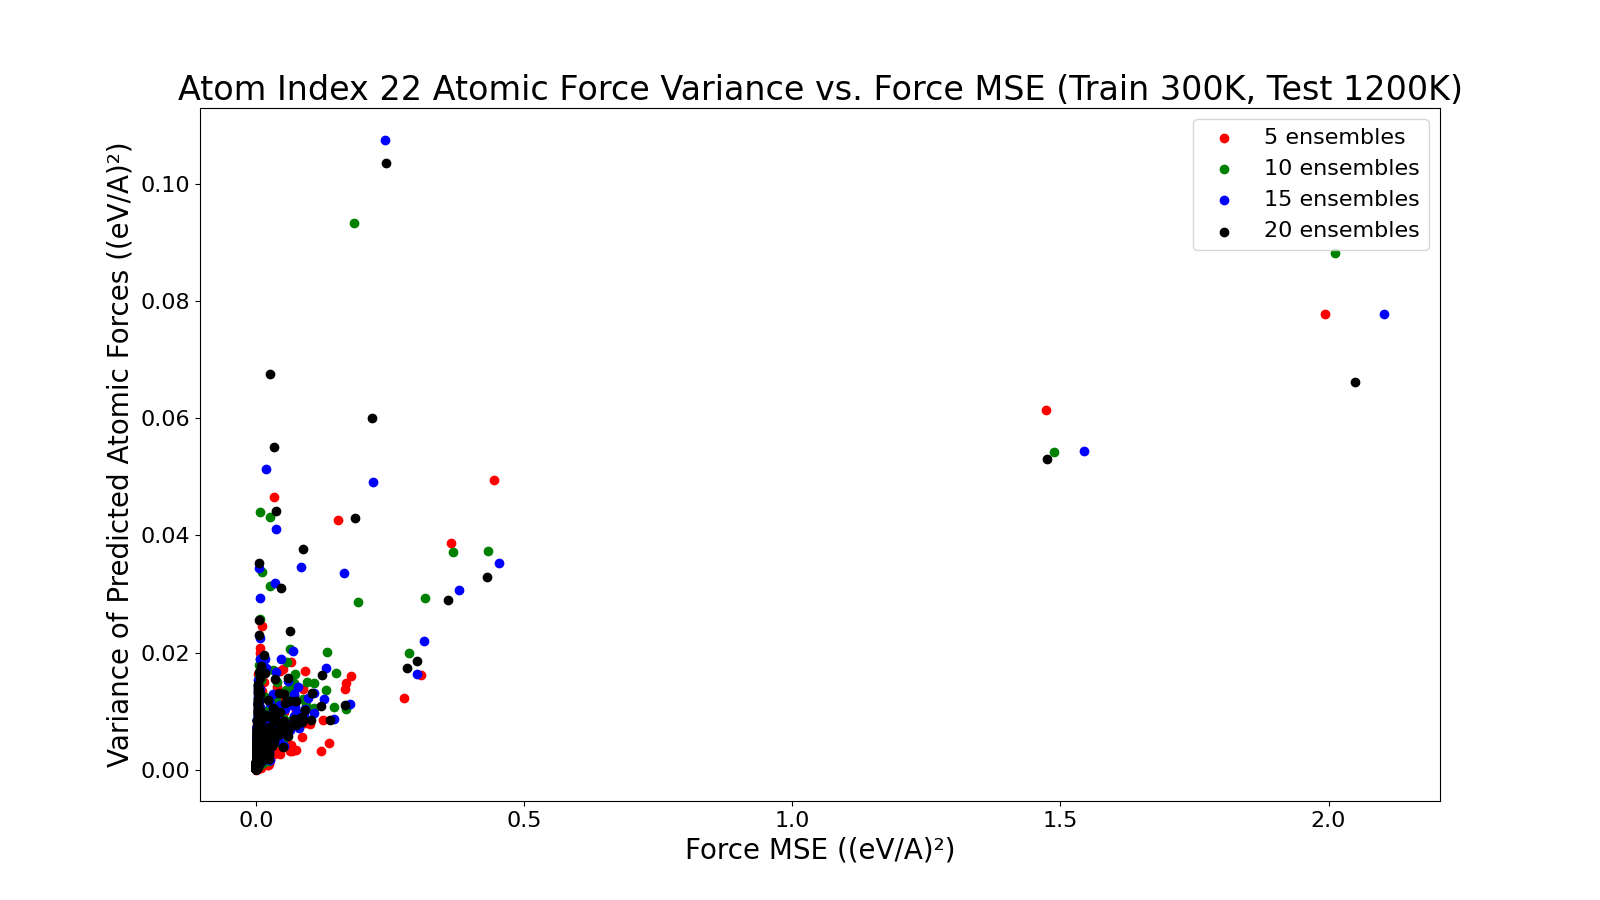 Atom Index 22 Atomic Force Variance vs. Force MSE (Train 300K, Test 1200K)
5 ensembles
10 ensembles
15 ensembles
20 ensembles
Variance of Predicted Atomic Forces ((eV/A)²)
0.10
0.08
0.06
0.04
0.02
0.00
0.0 0.5 1.0 1.5 2.0
Force MSE ((eV/A)²)